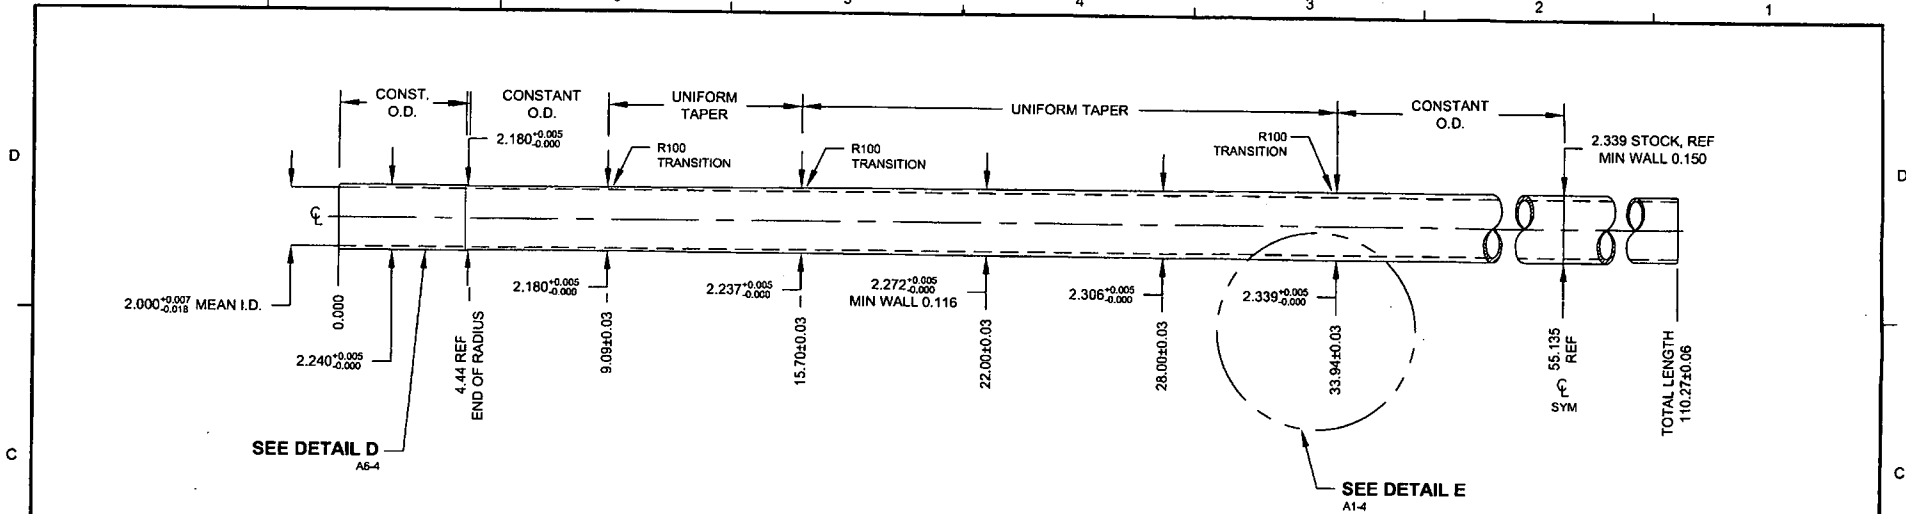 3
4
3
2
1
CONST.
O.D.
CONSTANT
O.D.
UNIFORM
TAPER
UNIFORM TAPER
CONSTANT
O.D.
2.180 +0.005 -0.000
R100
TRANSITION
R100
TRANSITION
R100
TRANSITION
2.339 STOCK, REF
MIN WALL 0.150
D
D
℄
2.000 +0.007 -0.018 MEAN I.D.
0.000
2.240 +0.005 -0.000
4.44 REF
END OF RADIUS
2.180 +0.005 -0.000
9.09±0.03
2.237 +0.005 -0.000
15.70±0.03
2.272 +0.005 -0.000
MIN WALL 0.116
22.00±0.03
2.306 +0.005 -0.000
28.00±0.03
2.339 +0.005 -0.000
33.94±0.03
55.135
REF
℄
SYM
TOTAL LENGTH
110.27±0.06
SEE DETAIL D
A6-4
SEE DETAIL E
A1-4
C
C